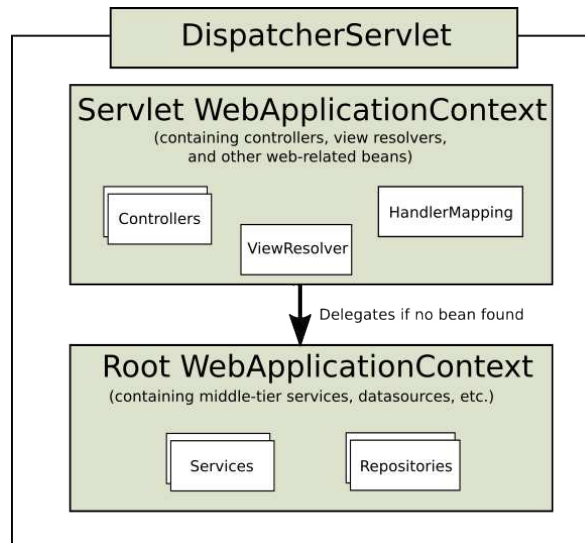 DispatcherServlet
Servlet WebApplicationContext
(containing controllers, view resolvers,
and other web-related beans)
Controllers
HandlerMapping
ViewResolver
Delegates if no bean found
Root WebApplicationContext
(containing middle-tier services, datasources, etc.)
Services
Repositories